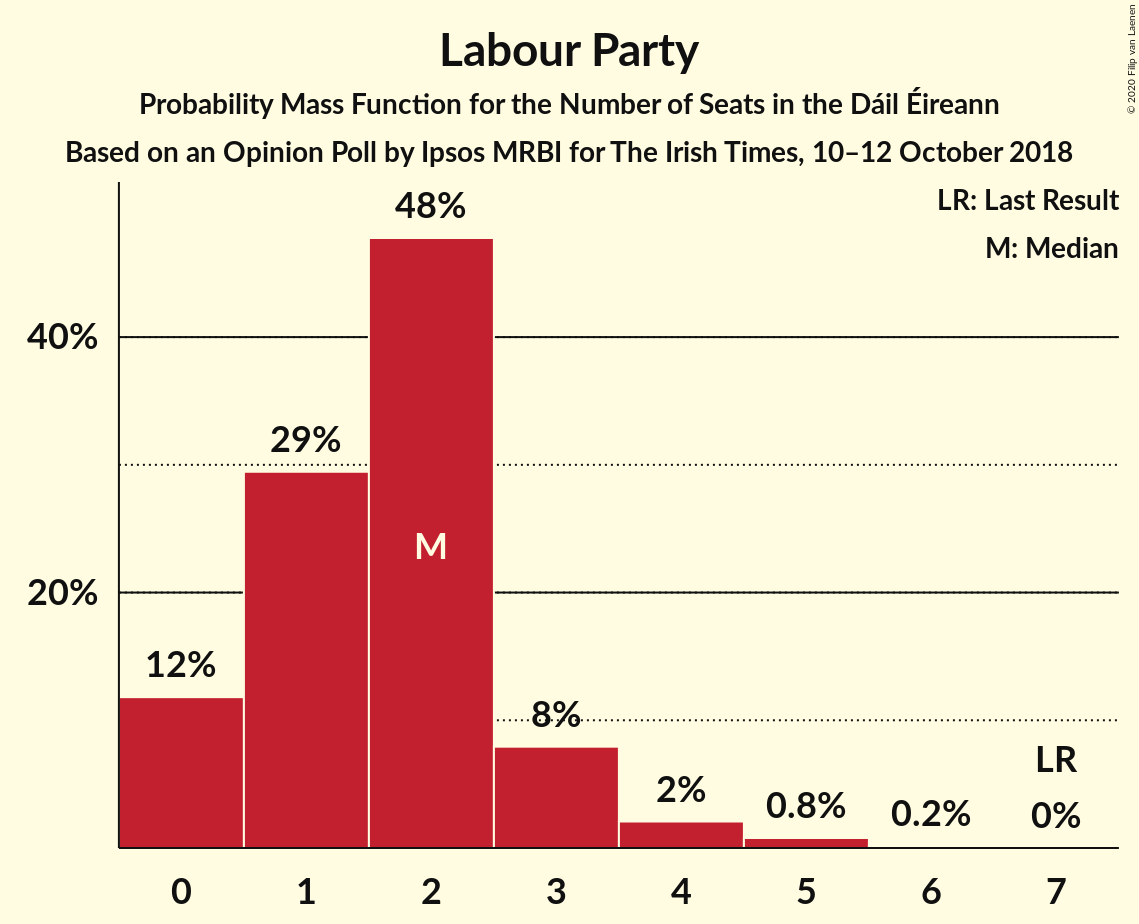 © 2020 Filip van Laenen
Labour Party
Probability Mass Function for the Number of Seats in the Dáil Éireann
Based on an Opinion Poll by Ipsos MRBI for The Irish Times, 10–12 October 2018
LR: Last Result
M: Median
48%
40%
29%
M
20%
12%
8%
LR
2%
0.8%
0.2%
0%
0 1 2 3 4 5 6 7